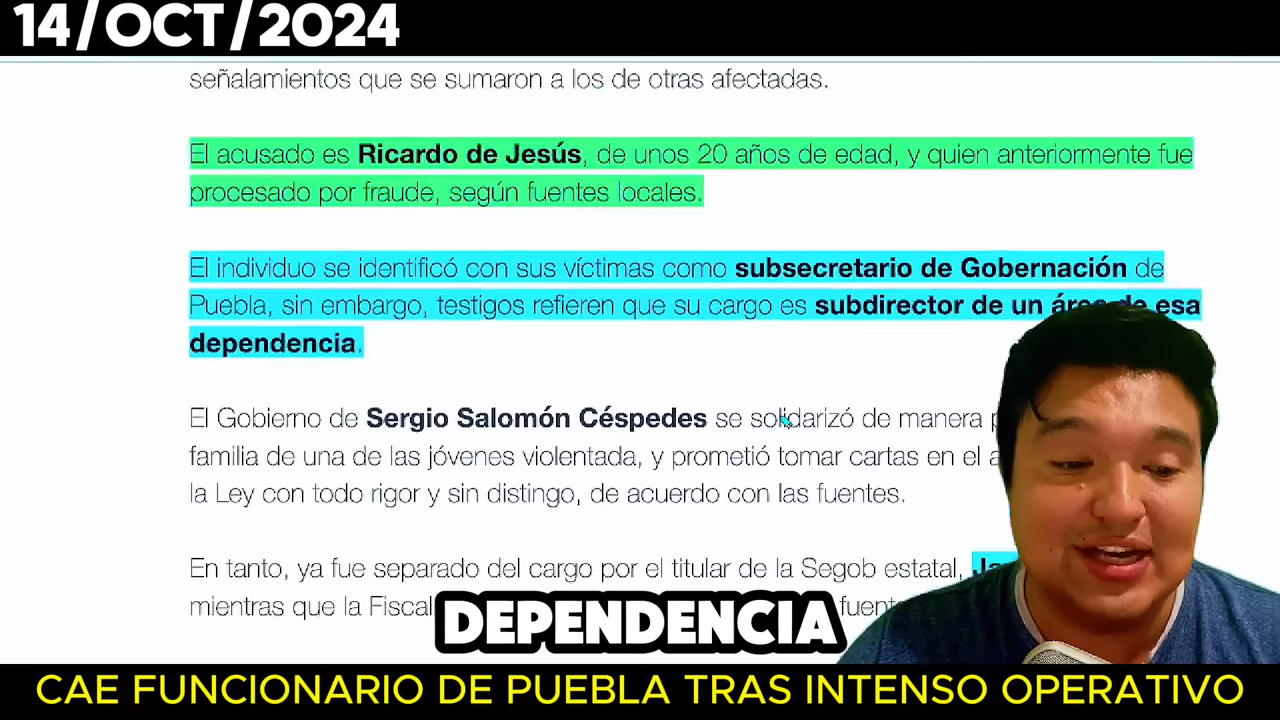 14/OCT/2024
señalamientos que se sumaron a los de otras afectadas.
El acusado es Ricardo de Jesús, de unos 20 años de edad, y quien anteriormente fue
procesado por fraude, según fuentes locales.
El individuo se identificó con sus víctimas como subsecretario de Gobernación de
Puebla, sin embargo, testigos refieren que su cargo es subdirector de un área de esa
dependencia.
El Gobierno de Sergio Salomón Céspedes se solidarizó de manera
familia de una de las jóvenes violentada, y prometió tomar cartas en el
la Ley con todo rigor y sin distingo, de acuerdo con las fuentes.
En tanto, ya fue separado del cargo por el titular de la Segob estatal,
mientras que la
DEPENDENCIA
CAE FUNCIONARIO DE PUEBLA TRAS INTENSO OPERATIVO